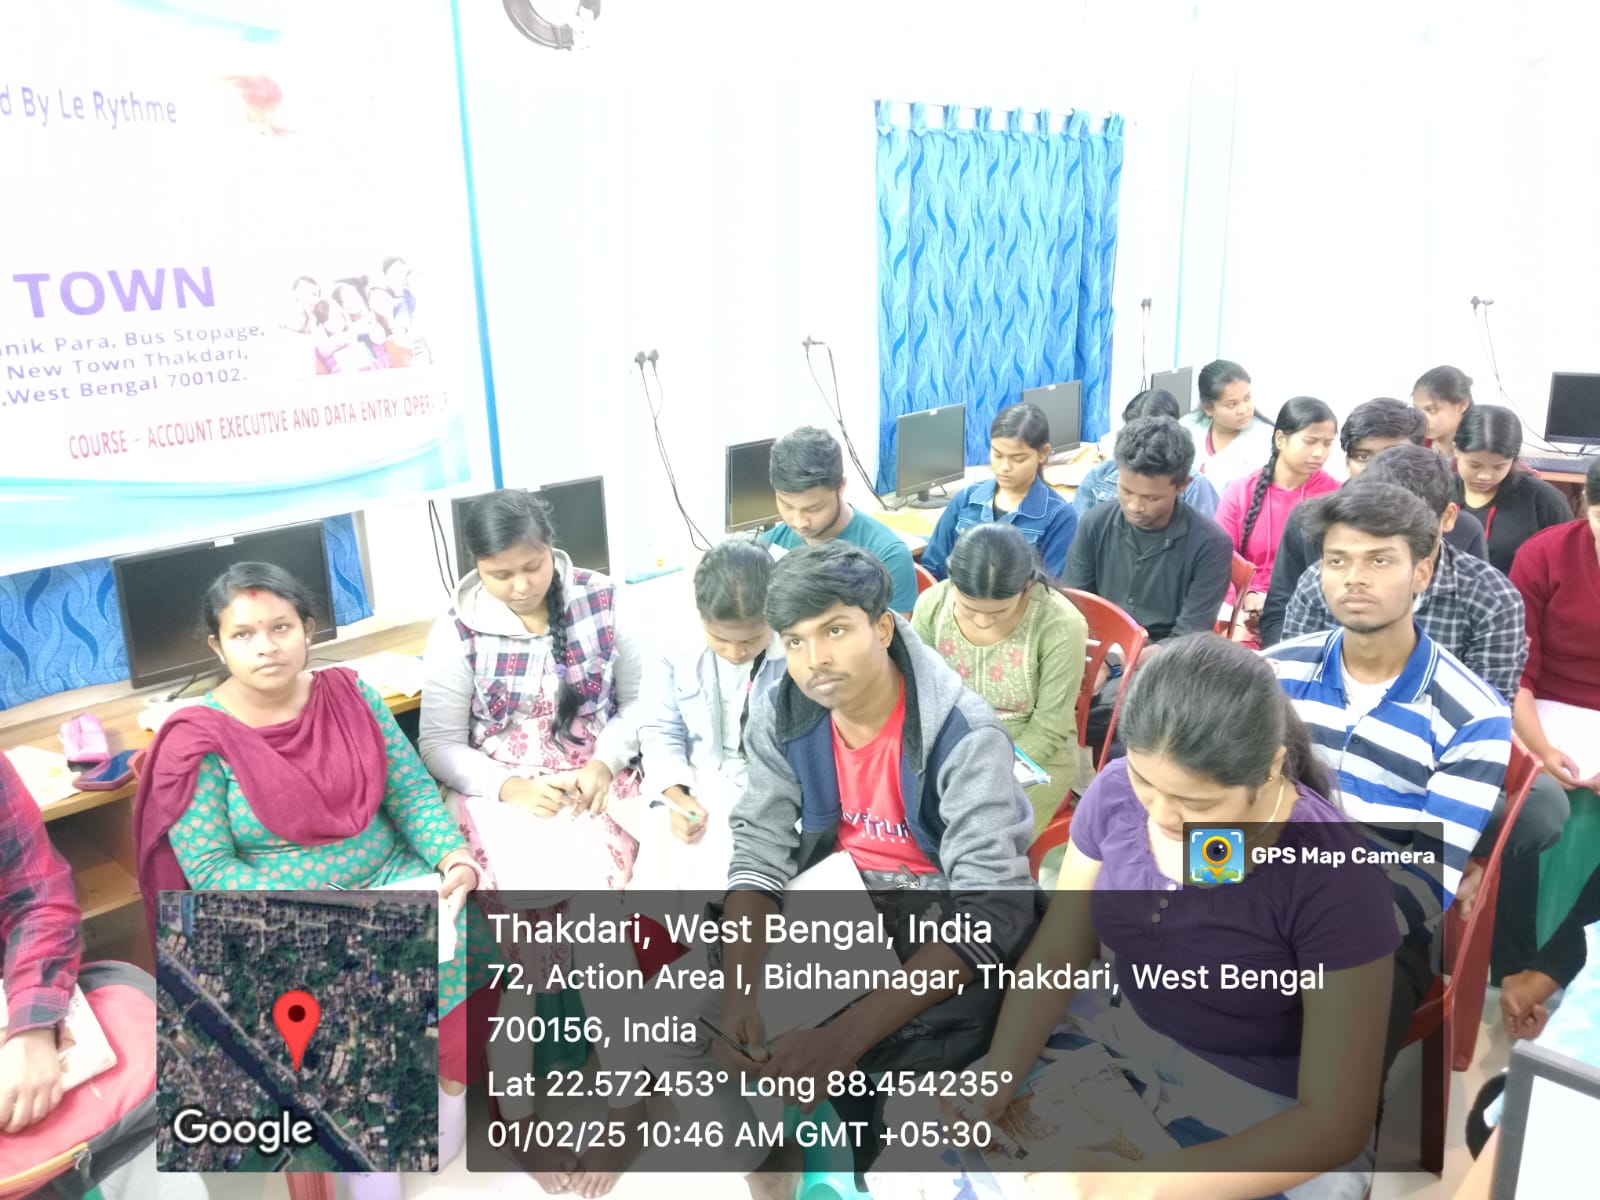 d By Le Rythme
TOWN
nik Para, Bus Stopage,
New Town Thakdari,
,West Bengal 700102.
COURSE - ACCOUNT EXECUTIVE AND DATA ENTRY
GPS Map Camera
Thakdari, West Bengal, India
72, Action Area I, Bidhannagar, Thakdari, West Bengal
700156, India
Lat 22.572453° Long 88.454235°
01/02/25 10:46 AM GMT +05:30
Google